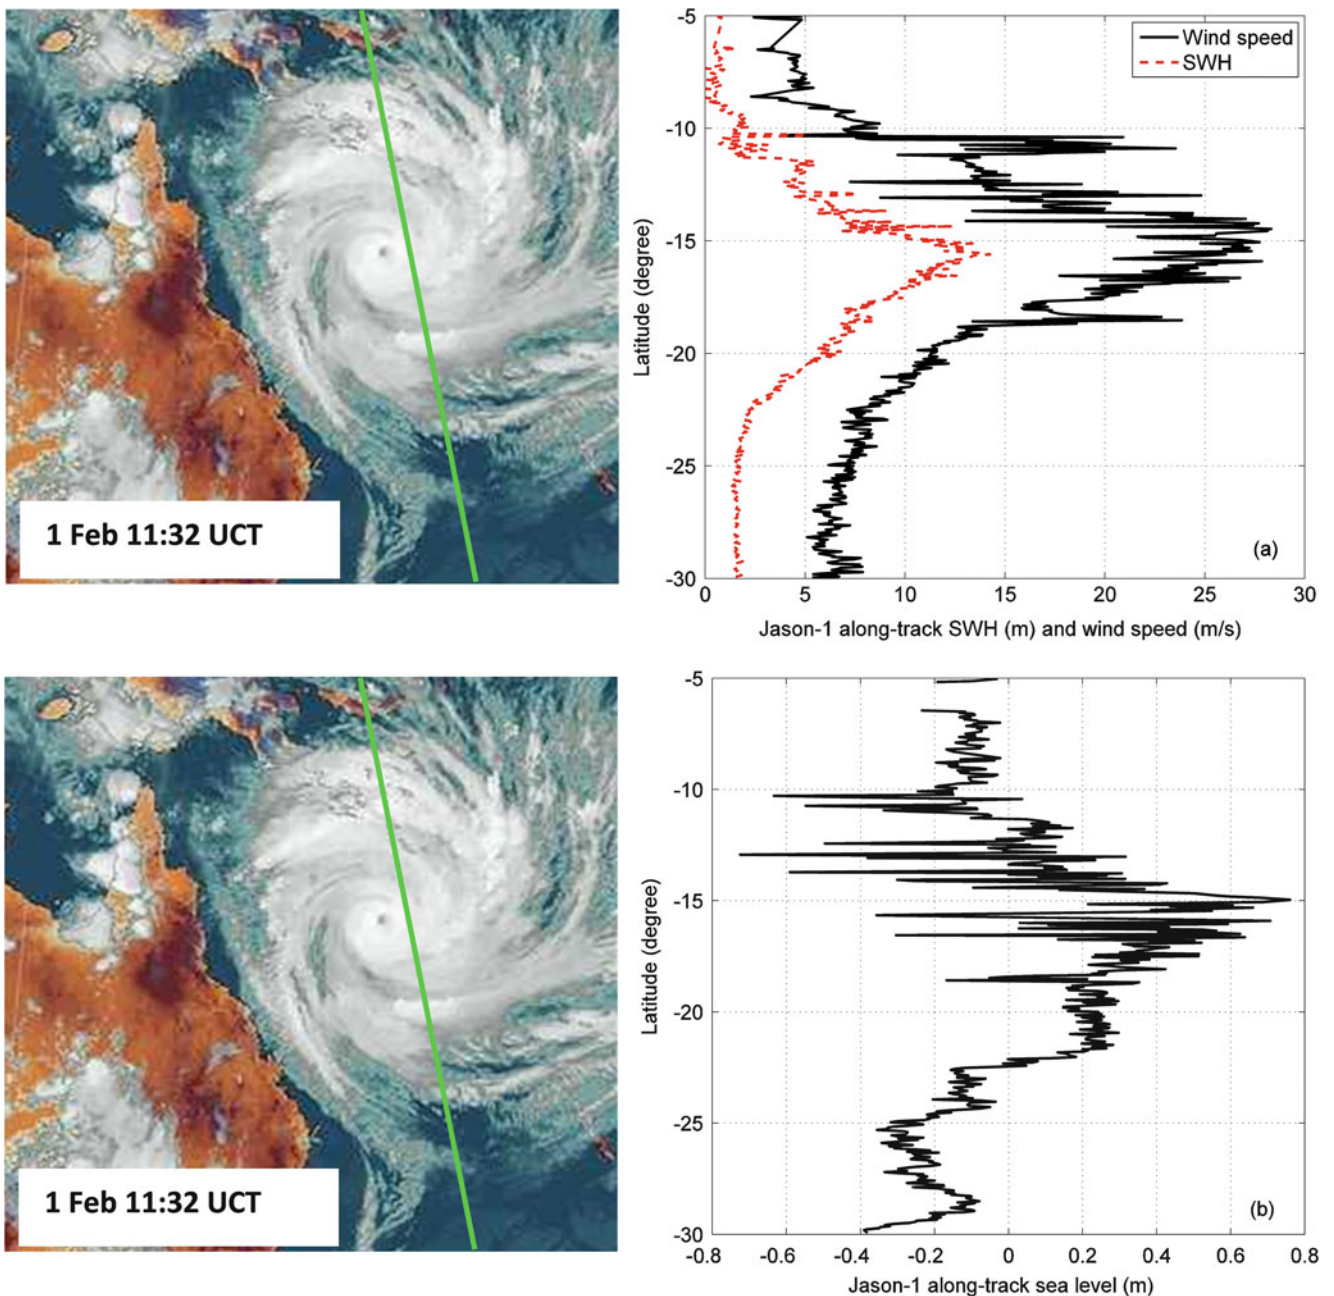 1 Feb 11:32 UCT
Wind speed
SWH
-5
-10
-15
-20
-25
-30
Latitude (degree)
(a)
0 5 10 15 20 25 30
Jason-1 along-track SWH (m) and wind speed (m/s)
1 Feb 11:32 UCT
-5
-10
-15
-20
-25
-30
Latitude (degree)
(b)
-0.8 -0.6 -0.4 -0.2 0 0.2 0.4 0.6 0.8
Jason-1 along-track sea level (m)